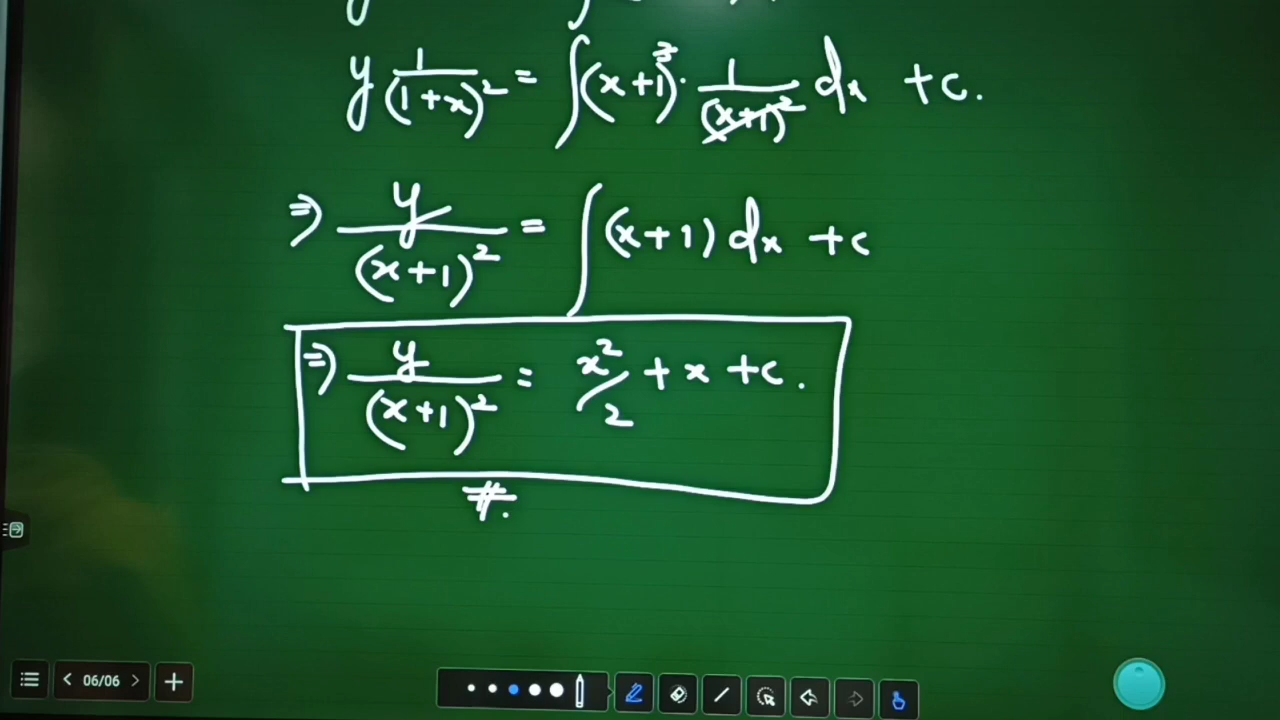 y 1/(1+x)² = ∫(x+1)³ · 1/(x+1)² dx + c.
⇒ y/(x+1)² = ∫(x+1) dx + c
⇒ y/(x+1)² = x²/2 + x + c.
#.
06/06